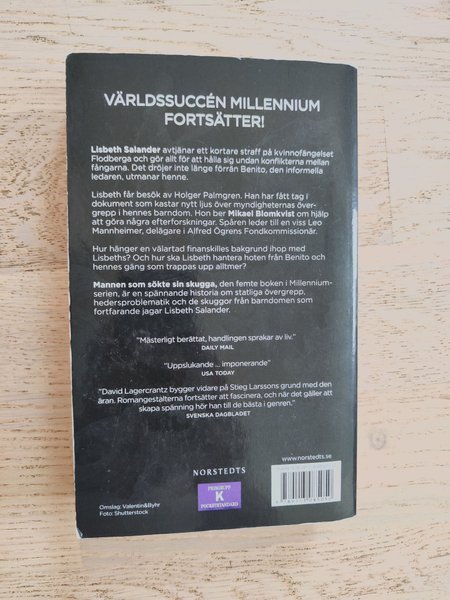 VÄRLDSSUCCÉN MILLENNIUM
FORTSÄTTER!
Lisbeth Salander avtjänar ett kortare straff på kvinnofängelset
Flodberga och gör allt för att hålla sig undan konflikterna mellan
fångarna. Det dröjer inte länge förrän Benito, den informella
ledaren, utmanar henne.
Lisbeth får besök av Holger Palmgren. Han har fått tag i
dokument som kastar nytt ljus över myndigheternas över-
grepp i hennes barndom. Hon ber Mikael Blomkvist om hjälp
att göra några efterforskningar. Spåren leder till en viss Leo
Mannheimer, delägare i Alfred Ögrens Fondkommissionär.
Hur hänger en välartad finanskilles bakgrund ihop med
Lisbeths? Och hur ska Lisbeth hantera hoten från Benito och
hennes gäng som trappas upp alltmer?
Mannen som sökte sin skugga, den femte boken i Millennium-
serien, är en spännande historia om statliga övergrepp,
hedersproblematik och de skuggor från barndomen som
fortfarande jagar Lisbeth Salander.
"Mästerligt berättat, handlingen sprakar av liv."
DAILY MAIL
"Uppslukande ... imponerande"
USA TODAY
"David Lagercrantz bygger vidare på Stieg Larssons grund med den
äran. Romangestalterna fortsätter att fascinera, och när det gäller att
skapa spänning hör han till de bästa i genren."
SVENSKA DAGBLADET
www.norstedts.se
NORSTEDTS
PRISGRUPP
K
POCKETSTANDARD
Omslag: Valentin&Byhr
Foto: Shutterstock